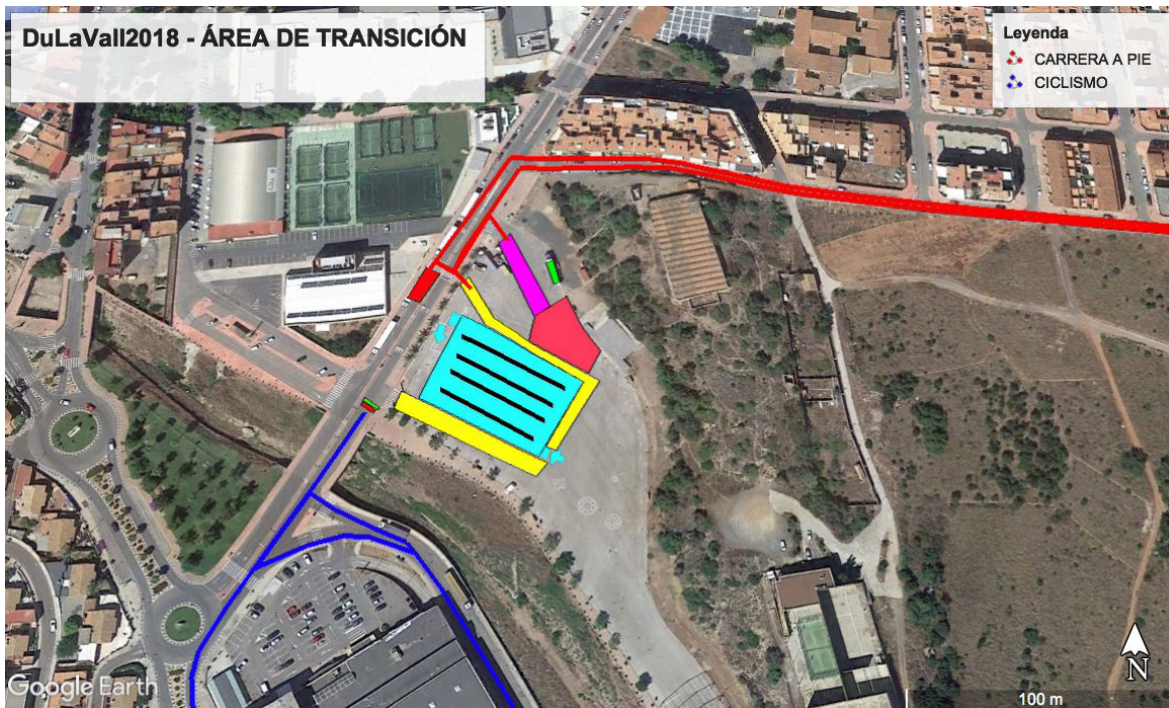 DuLaVall2018 - ÁREA DE TRANSICIÓN
Leyenda
CARRERA A PIE
CICLISMO
Google Earth
N
100 m